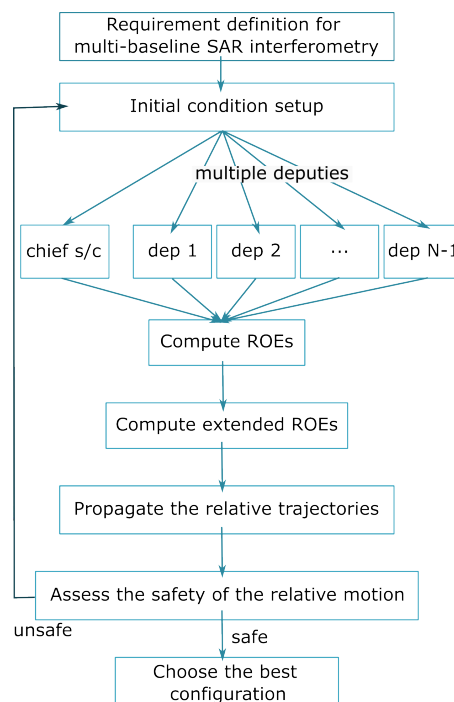 Requirement definition for
multi-baseline SAR interferometry
Initial condition setup
multiple deputies
chief s/c
dep 1
dep 2
...
dep N-1
Compute ROEs
Compute extended ROEs
Propagate the relative trajectories
Assess the safety of the relative motion
unsafe
safe
Choose the best
configuration